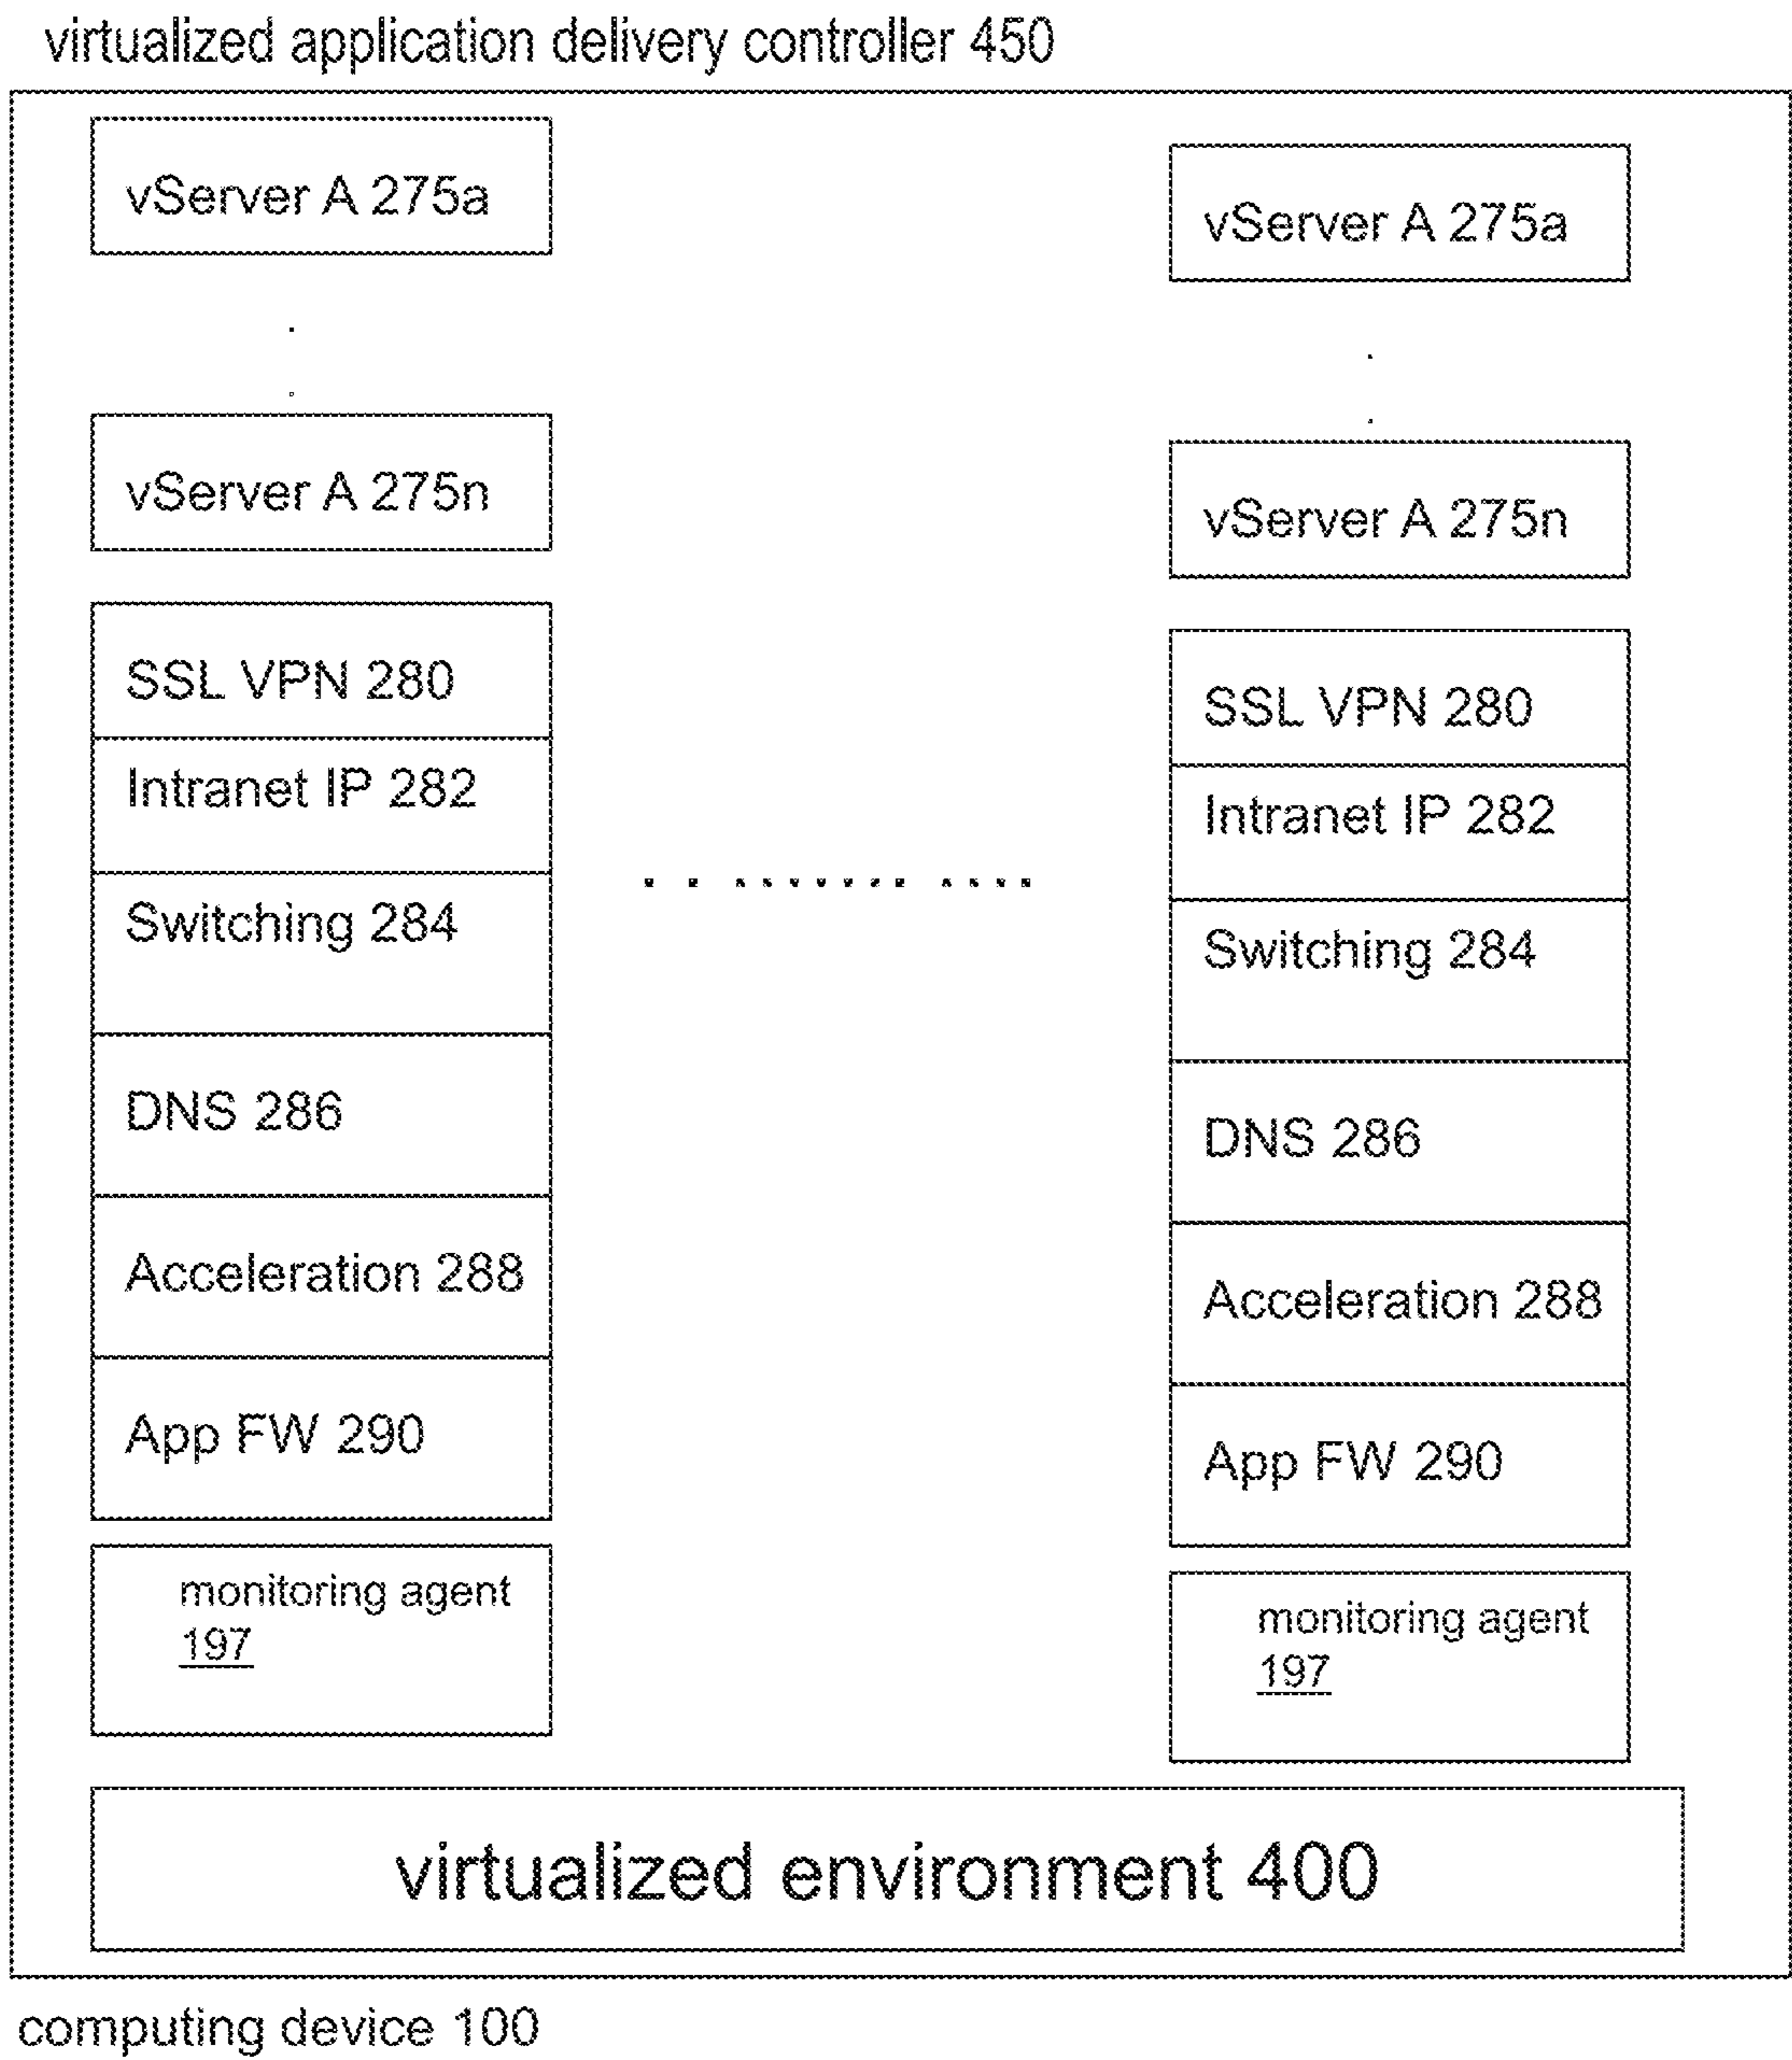 virtualized application delivery controller 450
vServer A 275a
vServer A 275n
SSL VPN 280
Intranet IP 282
Switching 284
DNS 286
Acceleration 288
App FW 290
monitoring agent
197
vServer A 275a
vServer A 275n
SSL VPN 280
Intranet IP 282
Switching 284
DNS 286
Acceleration 288
App FW 290
monitoring agent
197
virtualized environment 400
computing device 100